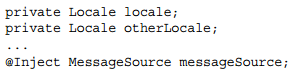 private Locale locale;
private Locale otherLocale;
...
@Inject MessageSource messageSource;